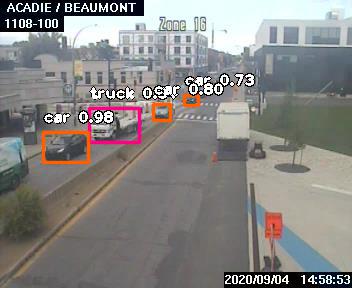 ACADIE / BEAUMONT
1108-100
Zone 16
car 0.73
car 0.80
truck
car 0.98
2020/09/04 14:58:53